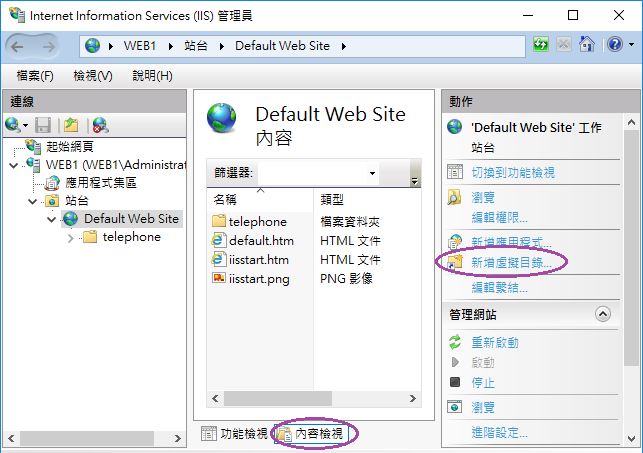 Internet Information Services (IIS) 管理員
WEB1 站台 Default Web Site
檔案(F) 檢視(V) 說明(H)
連線
起始網頁
WEB1 (WEB1\Administrat
應用程式集區
站台
Default Web Site
telephone
Default Web Site
內容
篩選器:
名稱 類型
telephone 檔案資料夾
default.htm HTML 文件
iisstart.htm HTML 文件
iisstart.png PNG 影像
功能檢視 內容檢視
動作
'Default Web Site' 工作
站台
切換到功能檢視
瀏覽
編輯權限...
新增應用程式...
新增虛擬目錄...
編輯繫結...
管理網站
重新啟動
啟動
停止
瀏覽
進階設定...